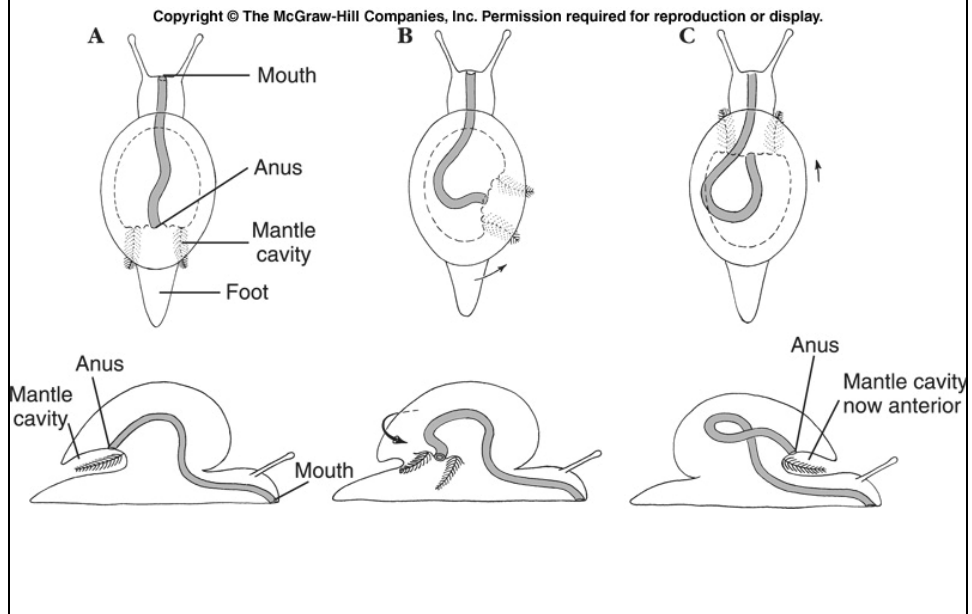 Copyright © The McGraw-Hill Companies, Inc. Permission required for reproduction or display.
A
B
C
Mouth
Anus
Mantle
cavity
Foot
Anus
Mantle
cavity
Mouth
Anus
Mantle cavity
now anterior